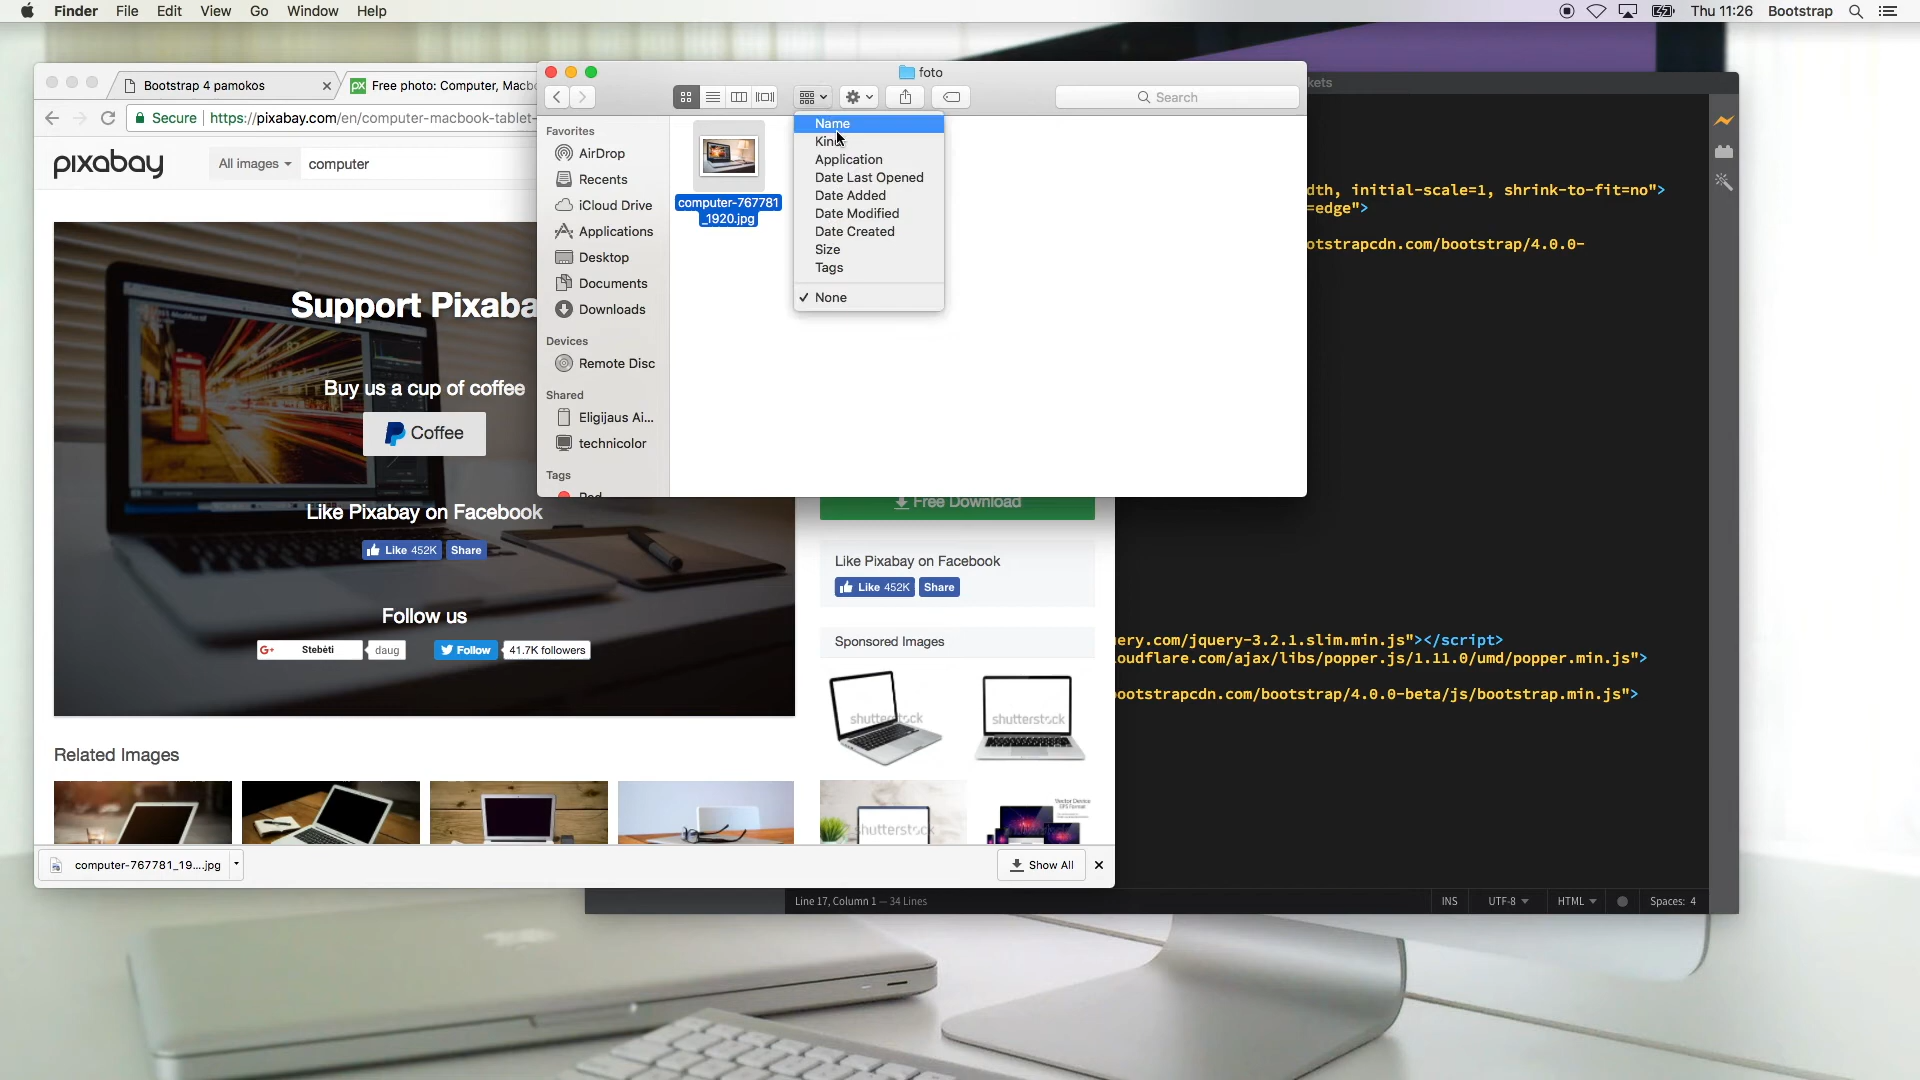 Finder File Edit View Go Window Help
Thu 11:26 Bootstrap
Bootstrap 4 pamokos
px Free photo: Computer, Macb
Secure https://pixabay.com/en/computer-macbook-tablet-
pixabay
All images
computer
Support Pixaba
Buy us a cup of coffee
Coffee
Like Pixabay on Facebook
Like 452K Share
Follow us
G+ Stebėti daug
Follow 41.7K followers
Related Images
computer-767781_19....jpg
Show All
foto
Search
Favorites
AirDrop
Recents
iCloud Drive
Applications
Desktop
Documents
Downloads
Devices
Remote Disc
Shared
Eligijaus Ai...
technicolor
Tags
computer-767781
_1920.jpg
Name
Kind
Application
Date Last Opened
Date Added
Date Modified
Date Created
Size
Tags
None
Free Download
Like Pixabay on Facebook
Like 452K Share
Sponsored Images
shutterstock
shutterstock
shutterstock
Vector Device
EPS Format
shutterstock
kets
dth, initial-scale=1, shrink-to-fit=no">
=edge">
otstrapcdn.com/bootstrap/4.0.0-
ery.com/jquery-3.2.1.slim.min.js"></script>
oudflare.com/ajax/libs/popper.js/1.11.0/umd/popper.min.js">
bootstrapcdn.com/bootstrap/4.0.0-beta/js/bootstrap.min.js">
Line 17, Column 1 — 34 Lines
INS UTF-8 HTML Spaces: 4